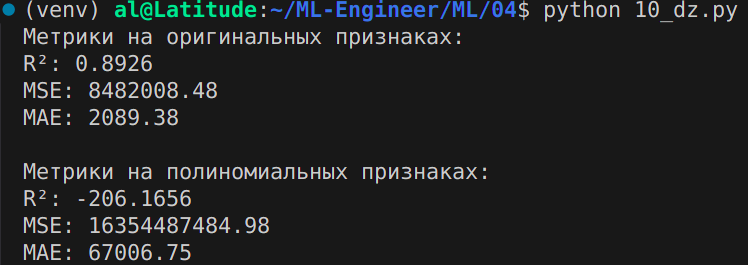 (venv) al@Latitude:~/ML-Engineer/ML/04$ python 10_dz.py
Метрики на оригинальных признаках:
R²: 0.8926
MSE: 8482008.48
MAE: 2089.38
Метрики на полиномиальных признаках:
R²: -206.1656
MSE: 16354487484.98
MAE: 67006.75